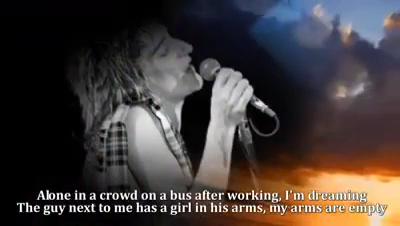 Alone in a crowd on a bus after working, I'm dreaming
The guy next to me has a girl in his arms, my arms are empty